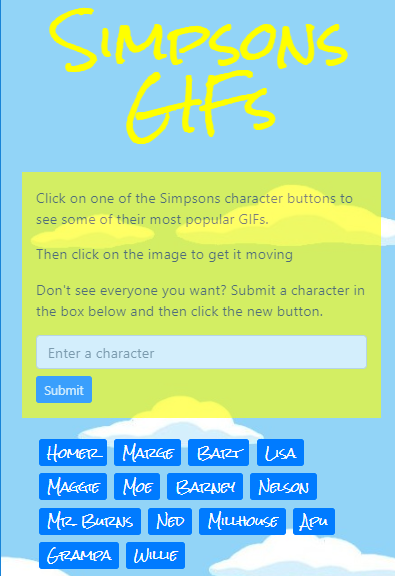 Simpsons
GIFs
Click on one of the Simpsons character buttons to
see some of their most popular GIFs.
Then click on the image to get it moving
Don't see everyone you want? Submit a character in
the box below and then click the new button.
Enter a character
Submit
Homer Marge Bart Lisa
Maggie Moe Barney Nelson
Mr. Burns Ned Millhouse Apu
Grampa Willie